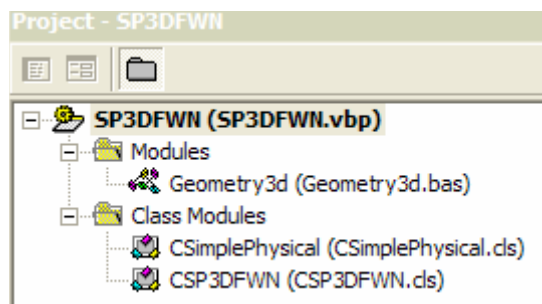 Project - SP3DFWN
SP3DFWN (SP3DFWN.vbp)
Modules
Geometry3d (Geometry3d.bas)
Class Modules
CSimplePhysical (CSimplePhysical.cls)
CSP3DFWN (CSP3DFWN.cls)